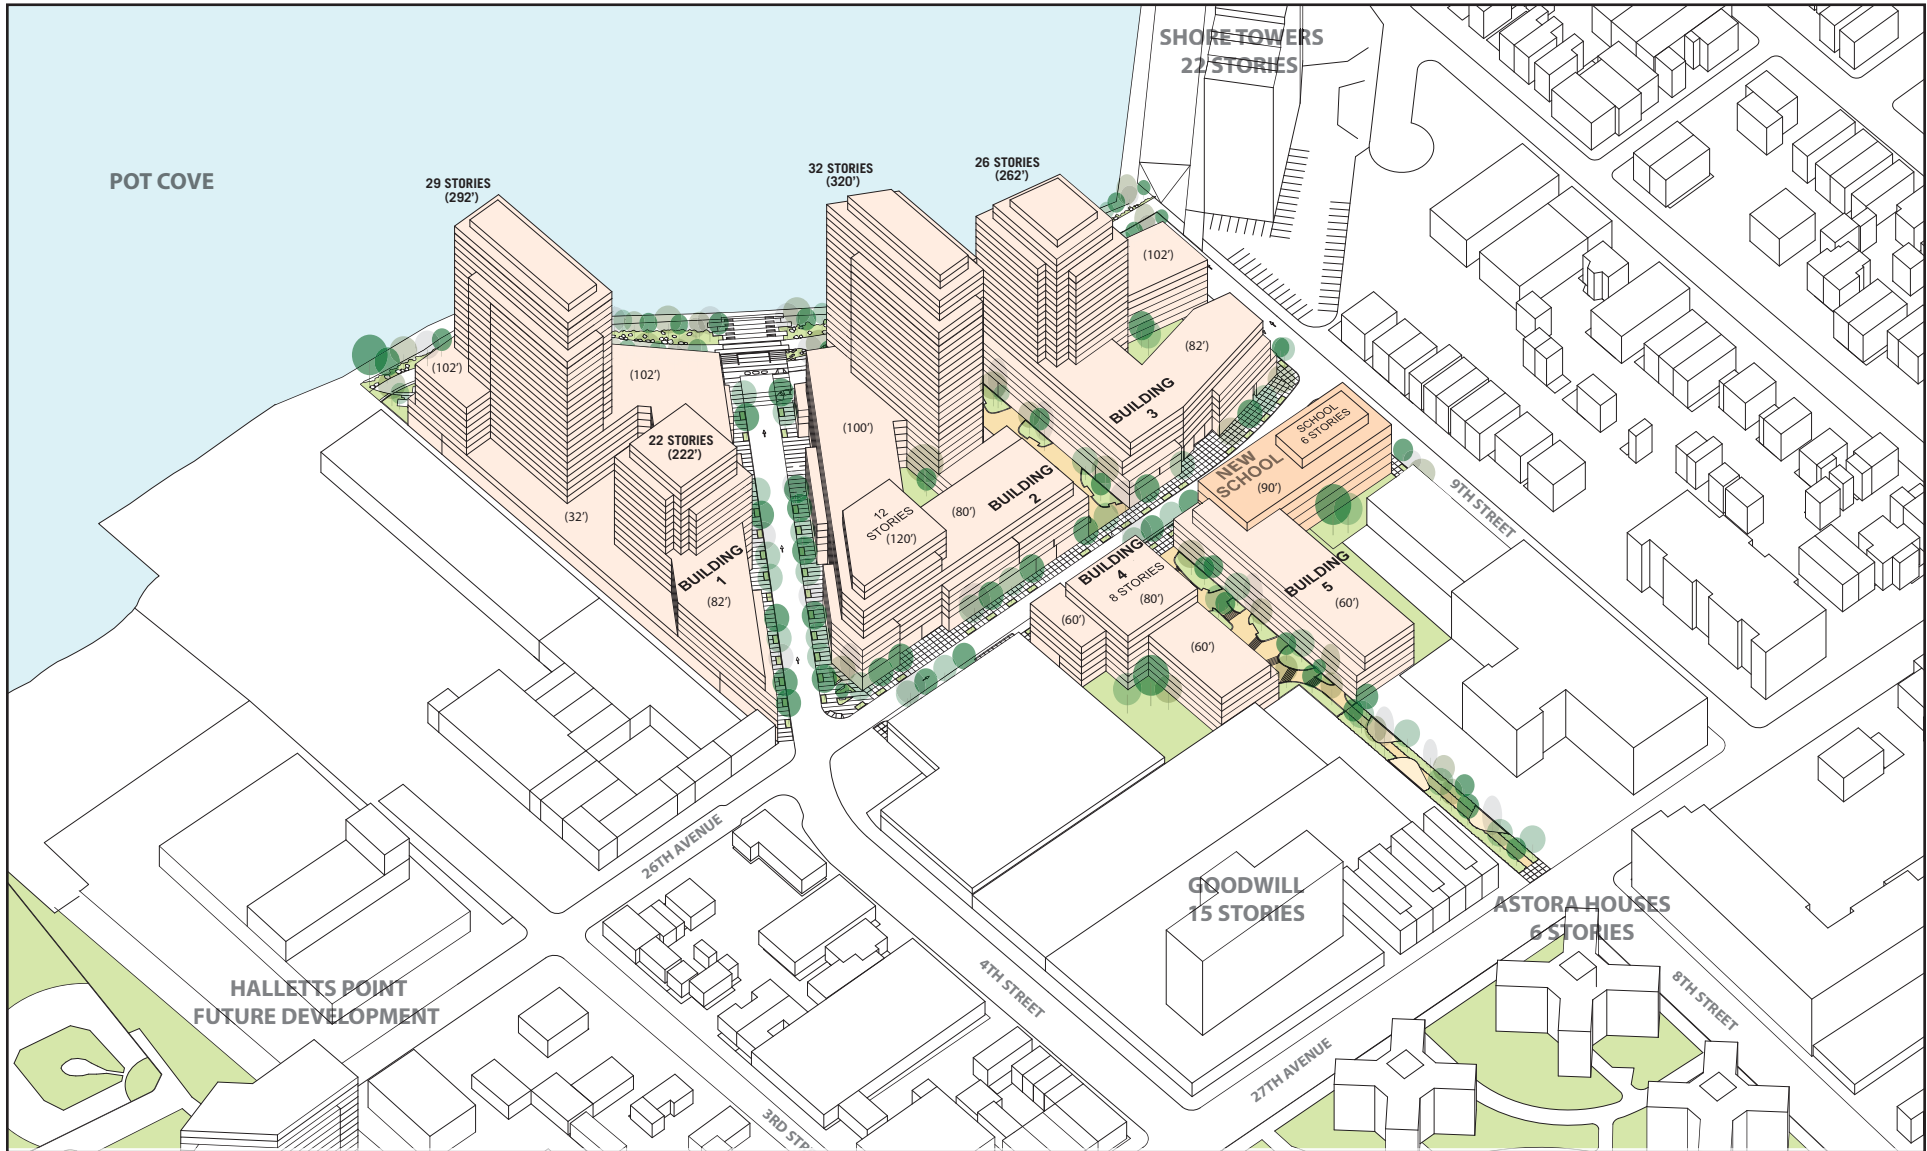 SHORE TOWERS
22 STORIES
POT COVE
29 STORIES
(292')
32 STORIES
(320')
26 STORIES
(262')
(102')
(102')
(102')
(82')
BUILDING
3
SCHOOL
6 STORIES
NEW
SCHOOL
(90')
22 STORIES
(222')
(100')
(32')
BUILDING
1
(82')
12
STORIES
(120')
(80')
BUILDING
2
BUILDING
4
8 STORIES
(80')
(60')
(60')
BUILDING
5
(60')
9TH STREET
26TH AVENUE
GOODWILL
15 STORIES
ASTORA HOUSES
6 STORIES
HALLETTS POINT
FUTURE DEVELOPMENT
4TH STREET
8TH STREET
27TH AVENUE
3RD STR